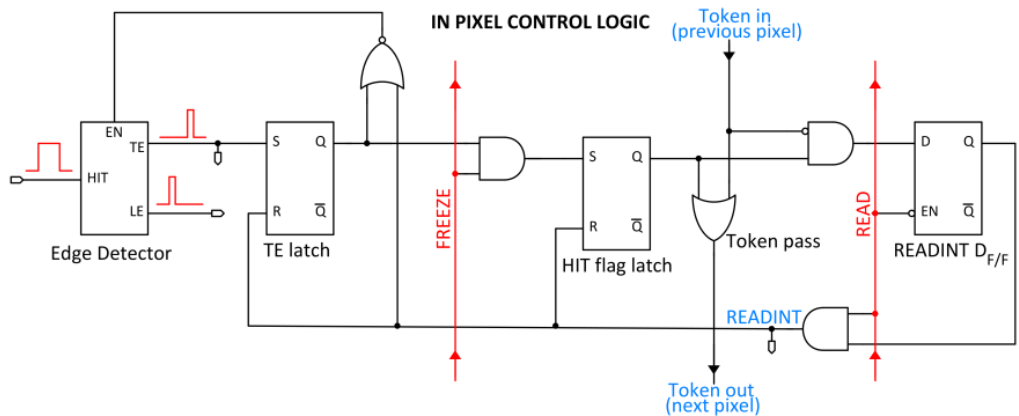 IN PIXEL CONTROL LOGIC
Token in
(previous pixel)
EN
TE
HIT
LE
Edge Detector
S
Q
R
Q̅
TE latch
FREEZE
S
Q
R
Q̅
HIT flag latch
Token pass
READ
D
Q
EN
Q̅
READINT D_F/F
READINT
Token out
(next pixel)